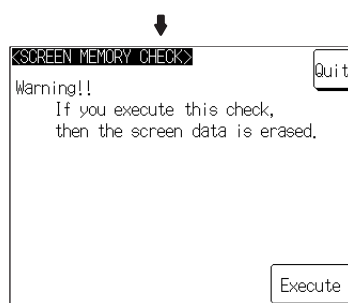 <SCREEN MEMORY CHECK>
Quit
Warning!!
If you execute this check,
then the screen data is erased.
Execute